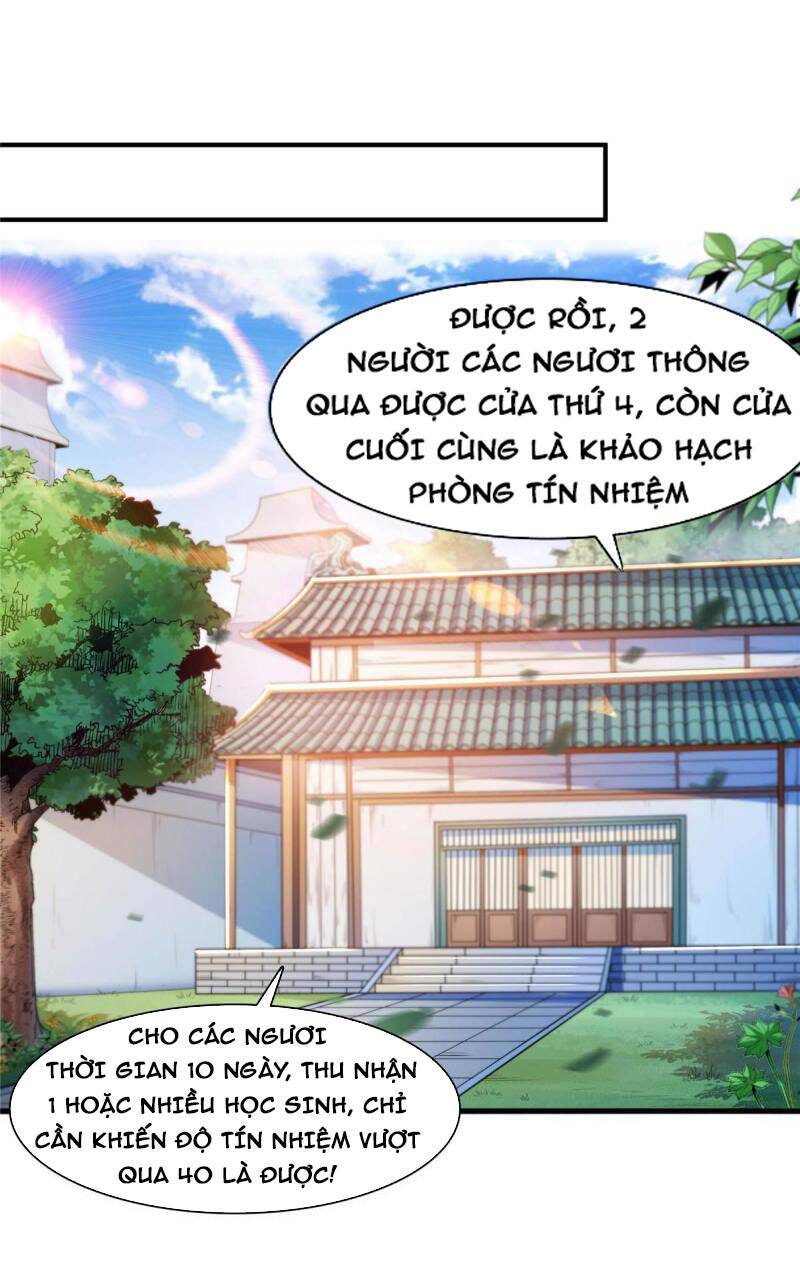 ĐƯỢC RỒI, 2
NGƯỜI CÁC NGƯƠI THÔNG
QUA ĐƯỢC CỬA THỨ 4, CÒN CỬA
CUỐI CÙNG LÀ KHẢO HẠCH
PHÒNG TÍN NHIỆM
CHO CÁC NGƯƠI
THỜI GIAN 10 NGÀY, THU NHẬN
1 HOẶC NHIỀU HỌC SINH, CHỈ
CẦN KHIẾN ĐỘ TÍN NHIỆM VƯỢT
QUA 40 LÀ ĐƯỢC!